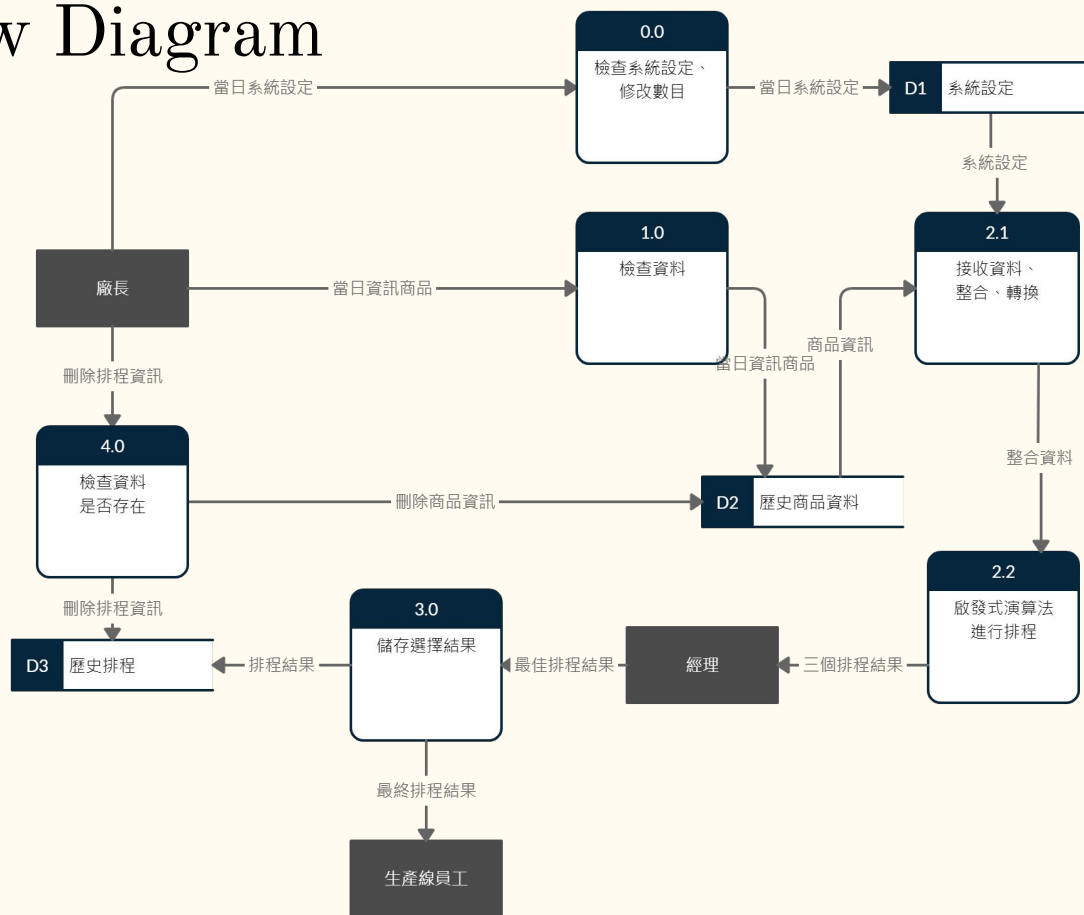 w Diagram
0.0
檢查系統設定、
修改數目
當日系統設定
當日系統設定
D1 系統設定
系統設定
1.0
檢查資料
2.1
接收資料、
整合、轉換
廠長
當日資訊商品
商品資訊
當日資訊商品
刪除排程資訊
4.0
檢查資料
是否存在
整合資料
刪除商品資訊
D2 歷史商品資料
2.2
啟發式演算法
進行排程
刪除排程資訊
3.0
儲存選擇結果
D3 歷史排程
排程結果
最佳排程結果
經理
三個排程結果
最終排程結果
生產線員工